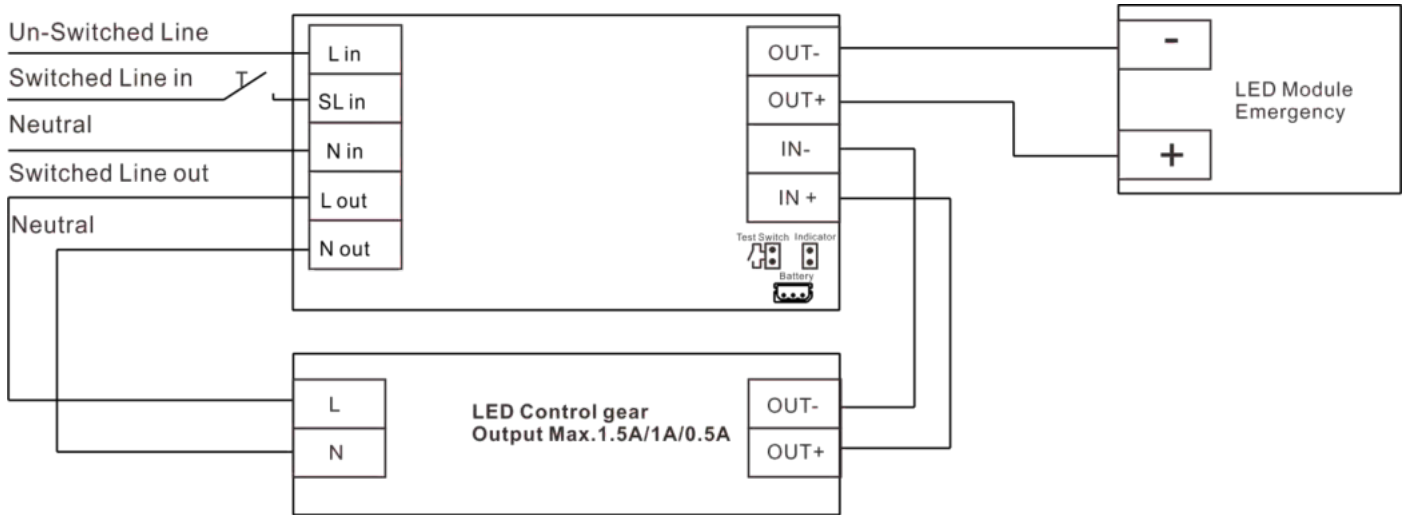 Un-Switched Line
Switched Line in
Neutral
Switched Line out
Neutral
L in
SL in
N in
L out
N out
OUT-
OUT+
IN-
IN +
Test Switch Indicator
Battery
-
+
LED Module
Emergency
L
N
LED Control gear
Output Max.1.5A/1A/0.5A
OUT-
OUT+